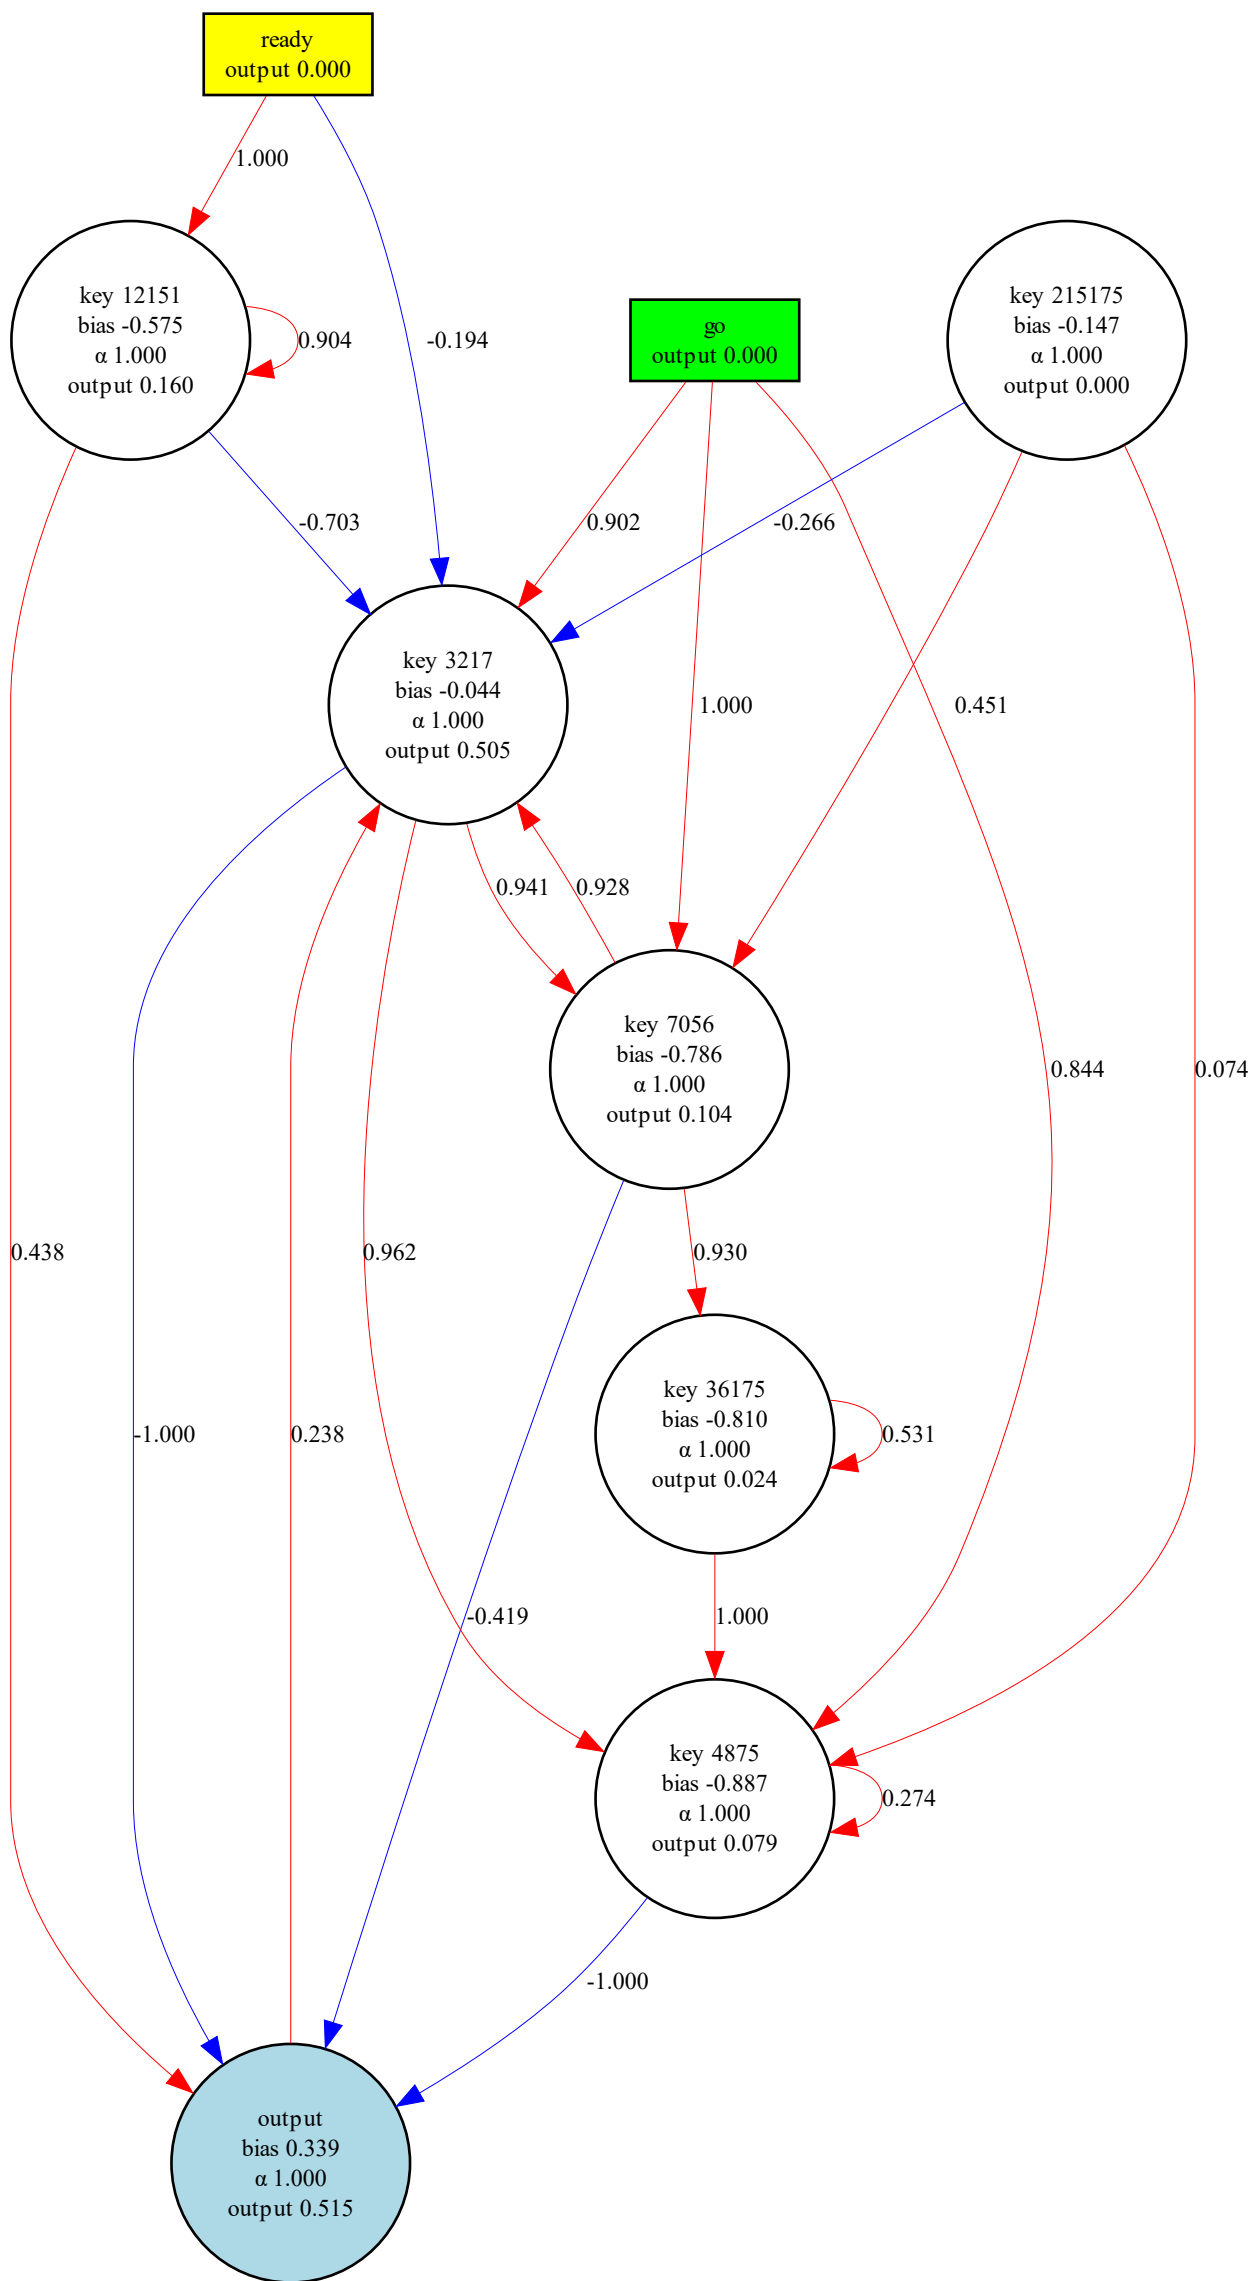 ready
output 0.000
1.000
key 12151
bias -0.575
α 1.000
output 0.160
0.904
-0.194
go
output 0.000
key 215175
bias -0.147
α 1.000
output 0.000
-0.703
0.902
-0.266
key 3217
bias -0.044
α 1.000
output 0.505
1.000
0.451
0.941
0.928
key 7056
bias -0.786
α 1.000
output 0.104
0.844
0.074
0.438
0.962
0.930
key 36175
bias -0.810
α 1.000
output 0.024
-1.000
0.238
0.531
-0.419
1.000
key 4875
bias -0.887
α 1.000
output 0.079
0.274
-1.000
output
bias 0.339
α 1.000
output 0.515